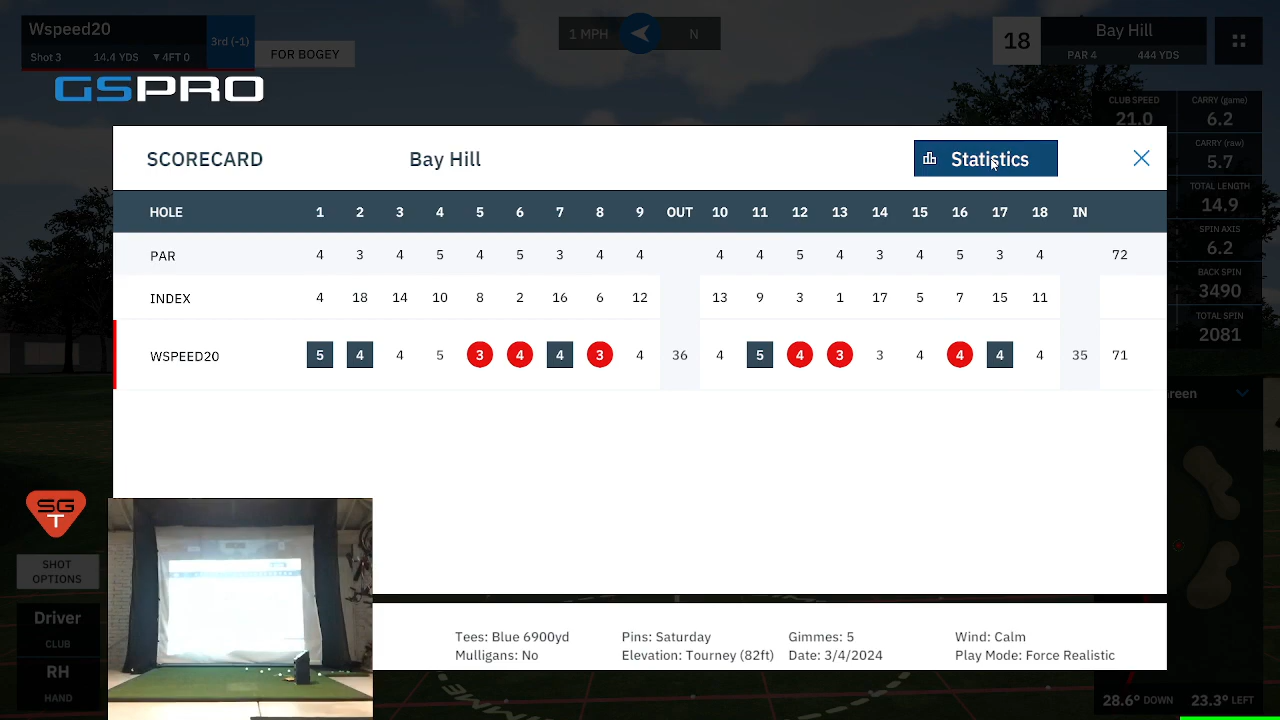 Wspeed20
3rd (-1)
Shot 3 14.4 YDS ▼4FT 0
FOR BOGEY
1 MPH N
18 Bay Hill
PAR 4 444 YDS
GSPRO
CLUB SPEED CARRY (game)
21.0 6.2
CARRY (raw)
5.7
TOTAL LENGTH
14.9
SPIN AXIS
6.2
BACK SPIN
3490
TOTAL SPIN
2081
SCORECARD Bay Hill Statistics
HOLE 1 2 3 4 5 6 7 8 9 OUT 10 11 12 13 14 15 16 17 18 IN
PAR 4 3 4 5 4 5 3 4 4 4 4 5 4 3 4 5 3 4 72
INDEX 4 18 14 10 8 2 16 6 12 13 9 3 1 17 5 7 15 11
WSPEED20 5 4 4 5 3 4 4 3 4 36 4 5 4 3 3 4 4 4 4 35 71
reen
SGT
SHOT
OPTIONS
Driver
CLUB
RH
HAND
Tees: Blue 6900yd Pins: Saturday Gimmes: 5 Wind: Calm
Mulligans: No Elevation: Tourney (82ft) Date: 3/4/2024 Play Mode: Force Realistic
28.6° DOWN 23.3° LEFT